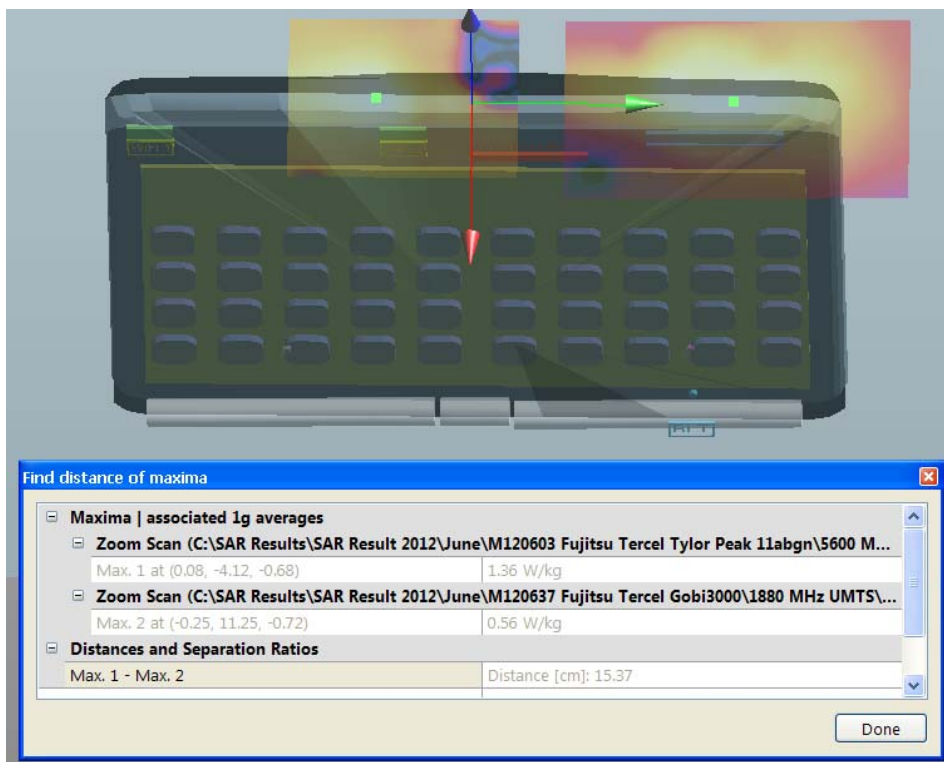 Find distance of maxima
Maxima | associated 1g averages
Zoom Scan (C:\SAR Results\SAR Result 2012\June\M120603 Fujitsu Tercel Tylor Peak 11abgn\5600 M...
Max. 1 at (0.08, -4.12, -0.68) 1.36 W/kg
Zoom Scan (C:\SAR Results\SAR Result 2012\June\M120637 Fujitsu Tercel Gobi3000\1880 MHz UMTS\...
Max. 2 at (-0.25, 11.25, -0.72) 0.56 W/kg
Distances and Separation Ratios
Max. 1 - Max. 2 Distance [cm]: 15.37
Done